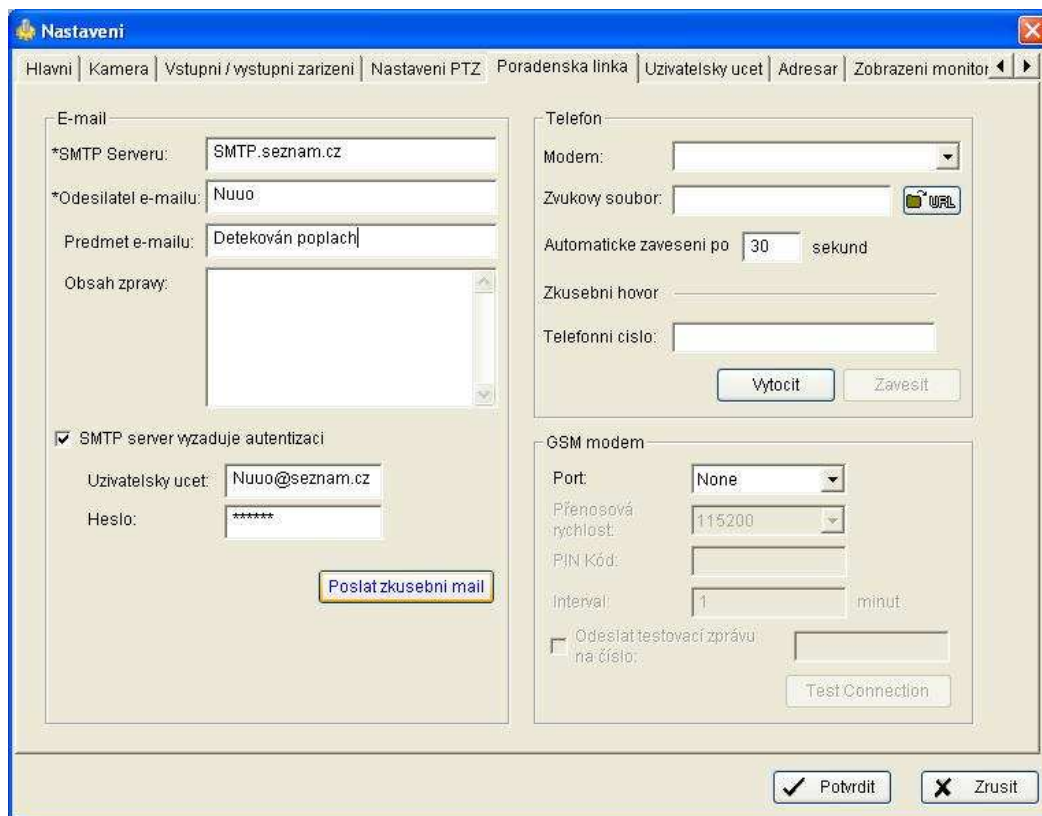 Nastaveni
Hlavni Kamera Vstupni / vystupni zarizeni Nastaveni PTZ Poradenska linka Uzivatelsky ucet Adresar Zobrazeni monitor
E-mail
*SMTP Serveru: SMTP.seznam.cz
*Odesilatel e-mailu: Nuuo
Predmet e-mailu: Detekován poplach
Obsah zpravy:
SMTP server vyzaduje autentizaci
Uzivatelsky ucet: Nuuo@seznam.cz
Heslo: ******
Poslat zkusebni mail
Telefon
Modem:
Zvukovy soubor: URL
Automaticke zaveseni po 30 sekund
Zkusebni hovor
Telefonni cislo:
Vytocit Zavesit
GSM modem
Port: None
Přenosová
rychlost: 115200
PIN Kód:
Interval: 1 minut
Odeslat testovací zprávu
na číslo:
Test Connection
Potvrdit Zrusit